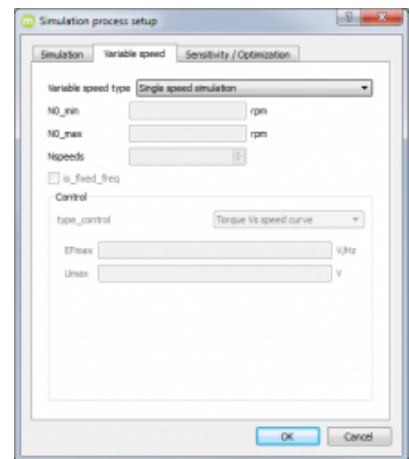 Simulation process setup
Simulation Variable speed Sensitivity / Optimization
Variable speed type Single speed simulation
N0_min rpm
N0_max rpm
Nspeeds
is_fixed_freq
Control
type_control Torque Vs speed curve
EFmax V/Hz
Umax V
OK Cancel